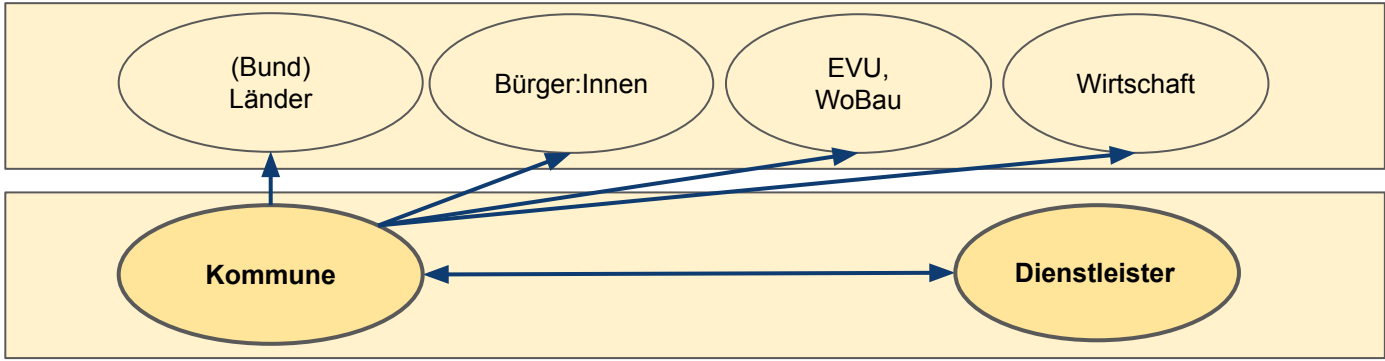 (Bund)
Länder
Bürger:Innen
EVU,
WoBau
Wirtschaft
Kommune
Dienstleister